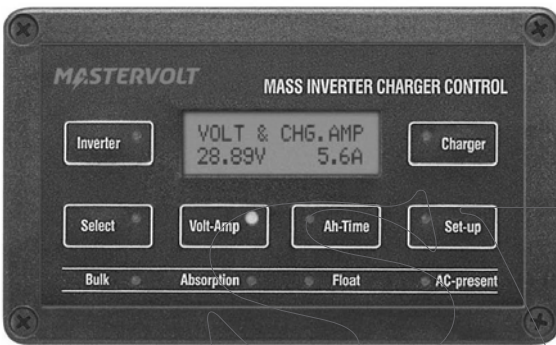 MASTERVOLT
MASS INVERTER CHARGER CONTROL
Inverter
VOLT & CHG.AMP
28.89V 5.6A
Charger
Select
Volt-Amp
Ah-Time
Set-up
Bulk Absorption Float AC-present